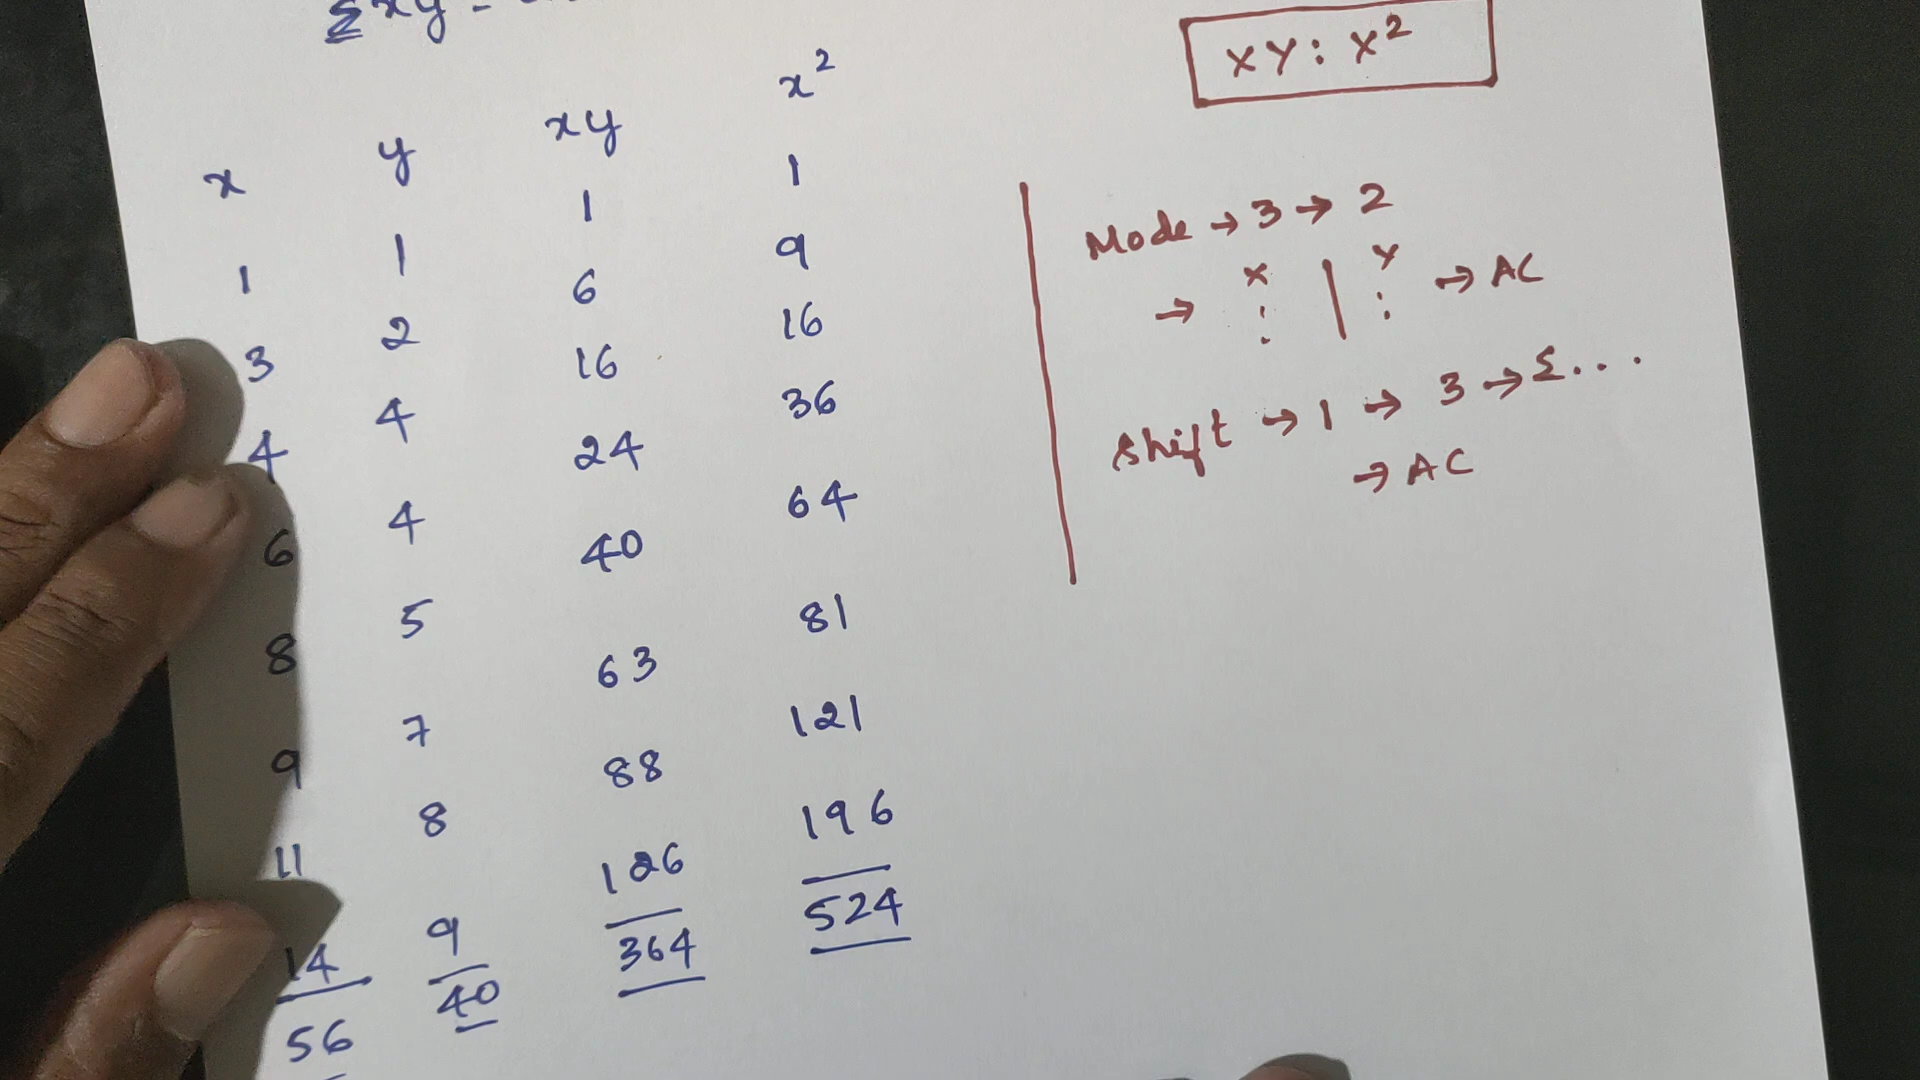 Σxy =
x y xy x²
1 1 1 1
3 2 6 9
4 4 16 16
6 4 24 36
8 5 40 64
9 7 63 81
11 8 88 121
14 9 126 196
56 40 364 524
XY: X²
Mode → 3 → 2
→ X | Y → AC
: :
Shift → 1 → 3 → Σ...
→ AC